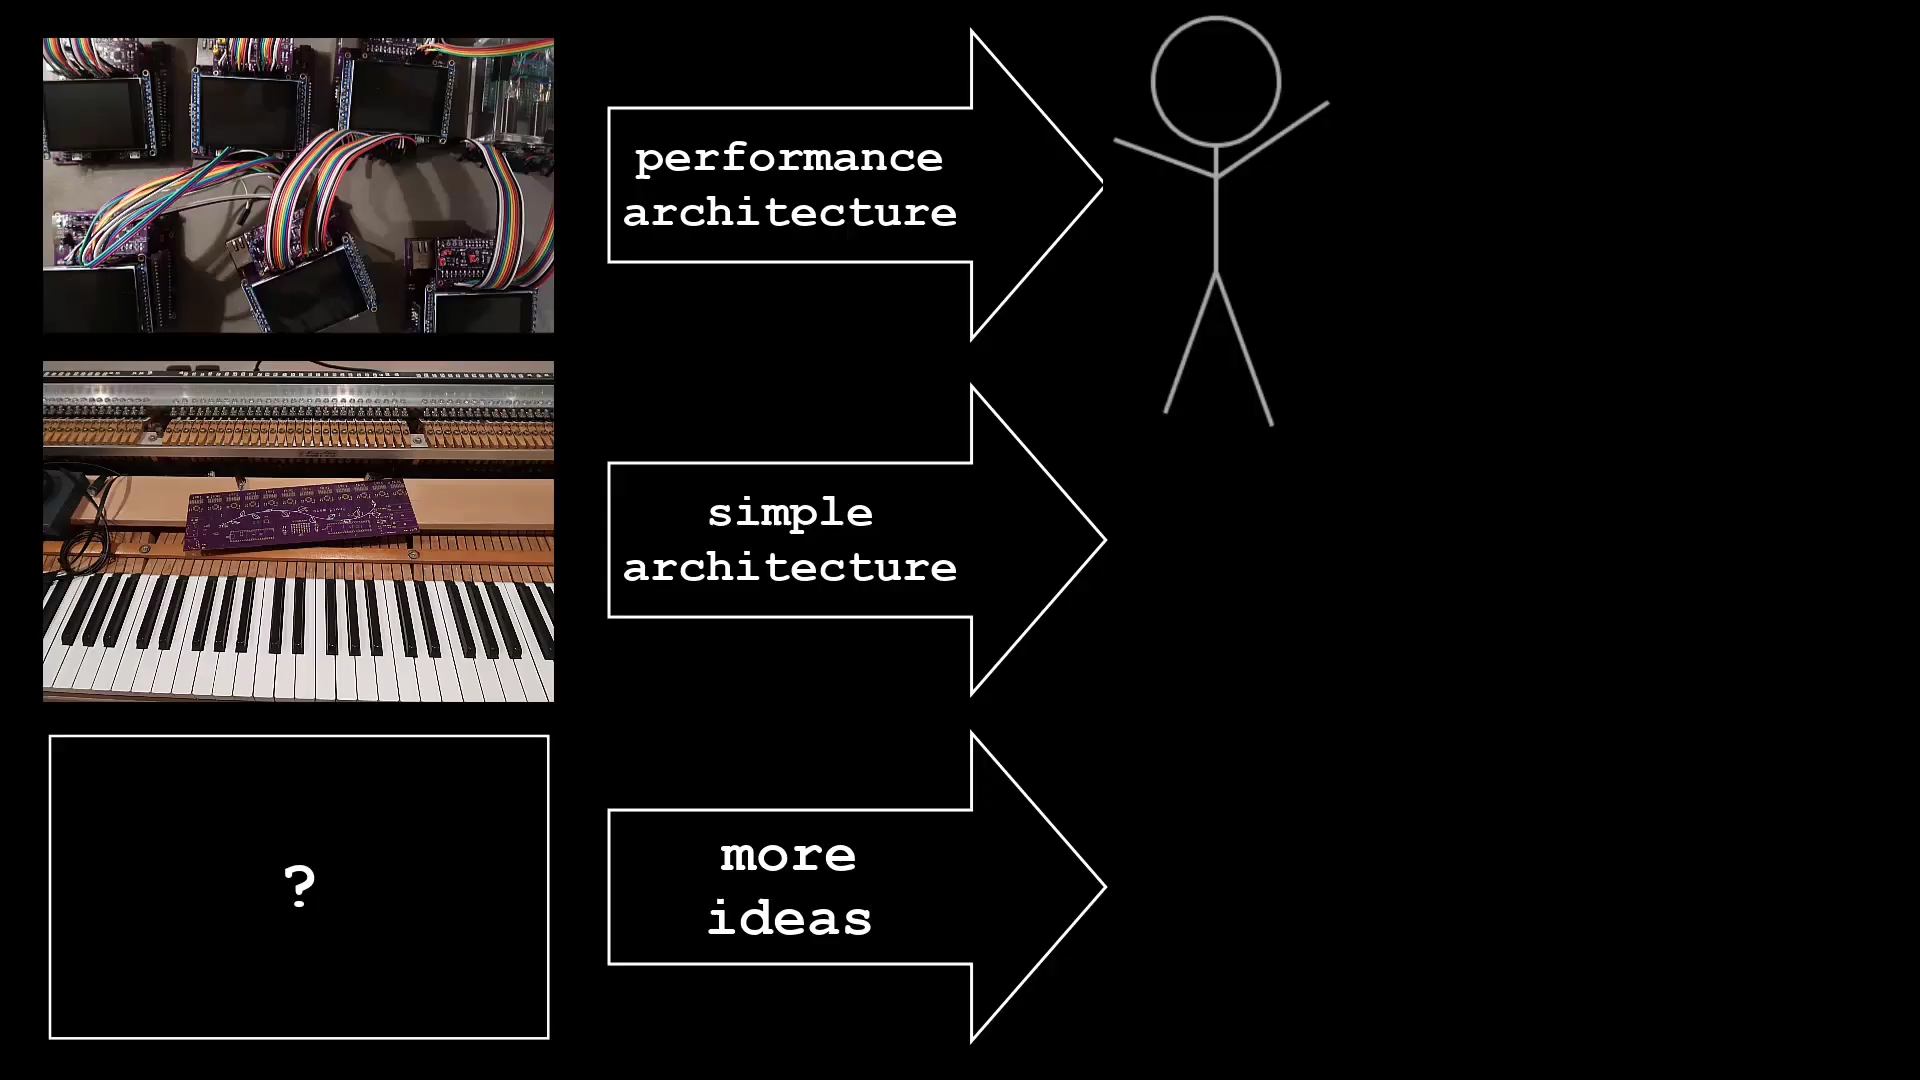 performance
architecture
simple
architecture
?
more
ideas